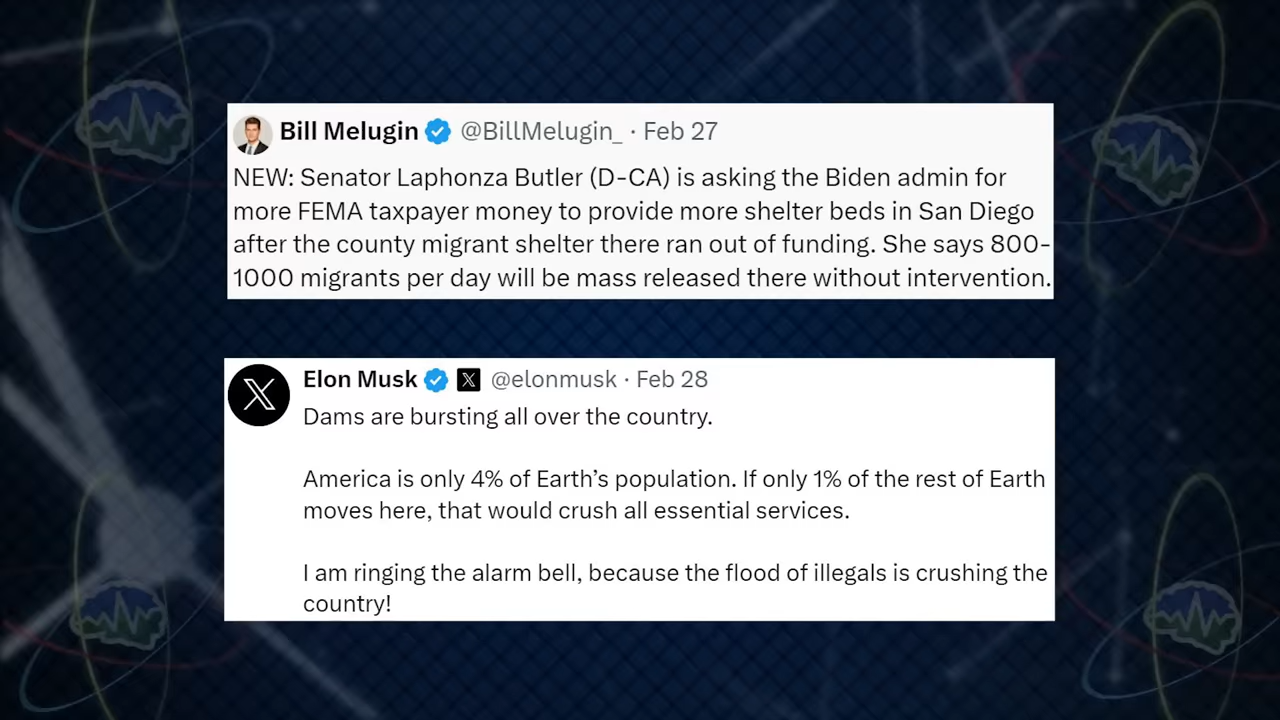 Bill Melugin @BillMelugin_ · Feb 27
NEW: Senator Laphonza Butler (D-CA) is asking the Biden admin for
more FEMA taxpayer money to provide more shelter beds in San Diego
after the county migrant shelter there ran out of funding. She says 800-
1000 migrants per day will be mass released there without intervention.
Elon Musk @elonmusk · Feb 28
Dams are bursting all over the country.
America is only 4% of Earth’s population. If only 1% of the rest of Earth
moves here, that would crush all essential services.
I am ringing the alarm bell, because the flood of illegals is crushing the
country!